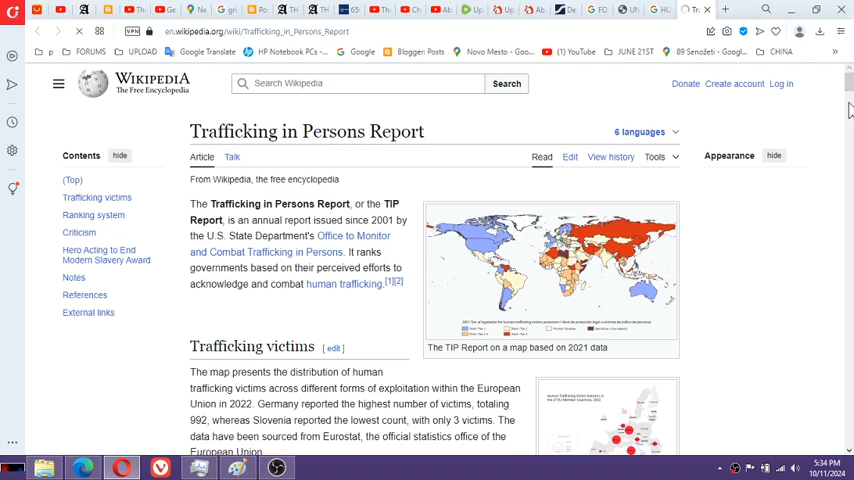 en.wikipedia.org/wiki/Trafficking_in_Persons_Report
VPN
FORUMS
UPLOAD
Google Translate
HP Notebook PCs -...
Google
Blogger: Posts
Novo Mesto - Googl...
(1) YouTube
JUNE 21ST
89 Senožeti - Googl...
CHINA
WIKIPEDIA
The Free Encyclopedia
Search Wikipedia
Search
Donate Create account Log in
Trafficking in Persons Report
6 languages
Contents hide
Article Talk
Read Edit View history Tools
Appearance hide
From Wikipedia, the free encyclopedia
(Top)
Trafficking victims
Ranking system
Criticism
Hero Acting to End
Modern Slavery Award
Notes
References
External links
The Trafficking in Persons Report, or the TIP
Report, is an annual report issued since 2001 by
the U.S. State Department's Office to Monitor
and Combat Trafficking in Persons. It ranks
governments based on their perceived efforts to
acknowledge and combat human trafficking.[1][2]
The TIP Report on a map based on 2021 data
Trafficking victims [ edit ]
The map presents the distribution of human
trafficking victims across different forms of exploitation within the European
Union in 2022. Germany reported the highest number of victims, totaling
992, whereas Slovenia reported the lowest count, with only 3 victims. The
data have been sourced from Eurostat, the official statistics office of the
European Union.
5:34 PM
10/11/2024